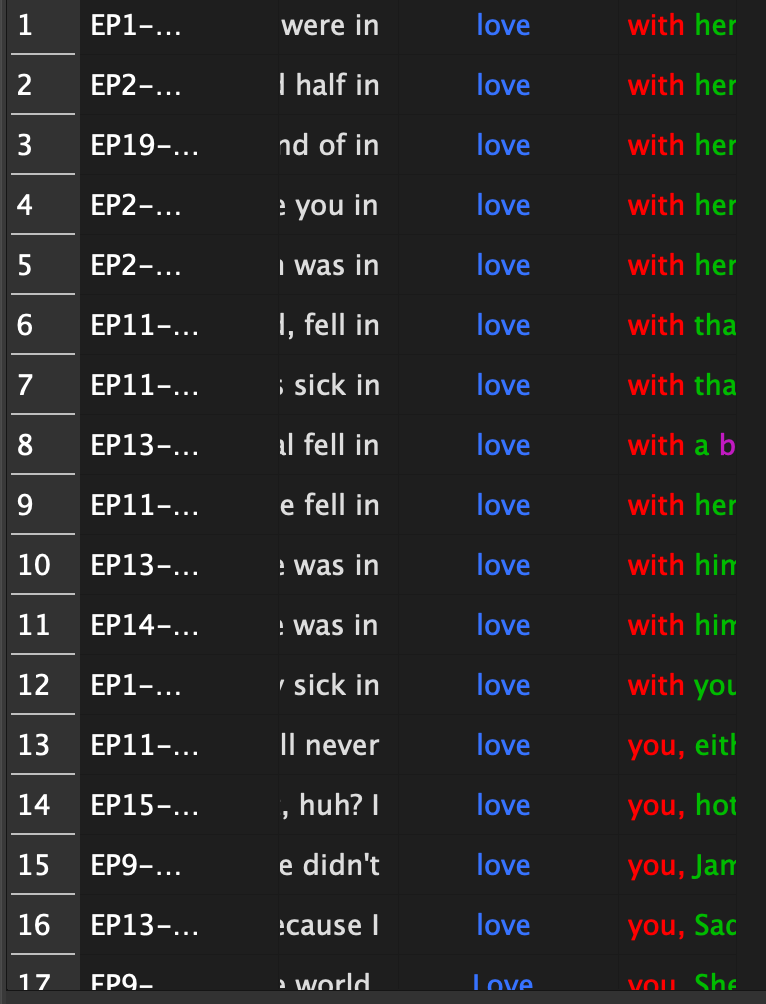 1 EP1-... were in love with her
2 EP2-... half in love with her
3 EP19-... of in love with her
4 EP2-... you in love with her
5 EP2-... was in love with her
6 EP11-... fell in love with tha
7 EP11-... sick in love with tha
8 EP13-... fell in love with a b
9 EP11-... e fell in love with her
10 EP13-... was in love with him
11 EP14-... was in love with him
12 EP1-... sick in love with you
13 EP11-... ll never love you, eith
14 EP15-... , huh? I love you, hot
15 EP9-... e didn't love you, Jam
16 EP13-... ecause I love you, Sad
17 EP9- e world. Love you. She